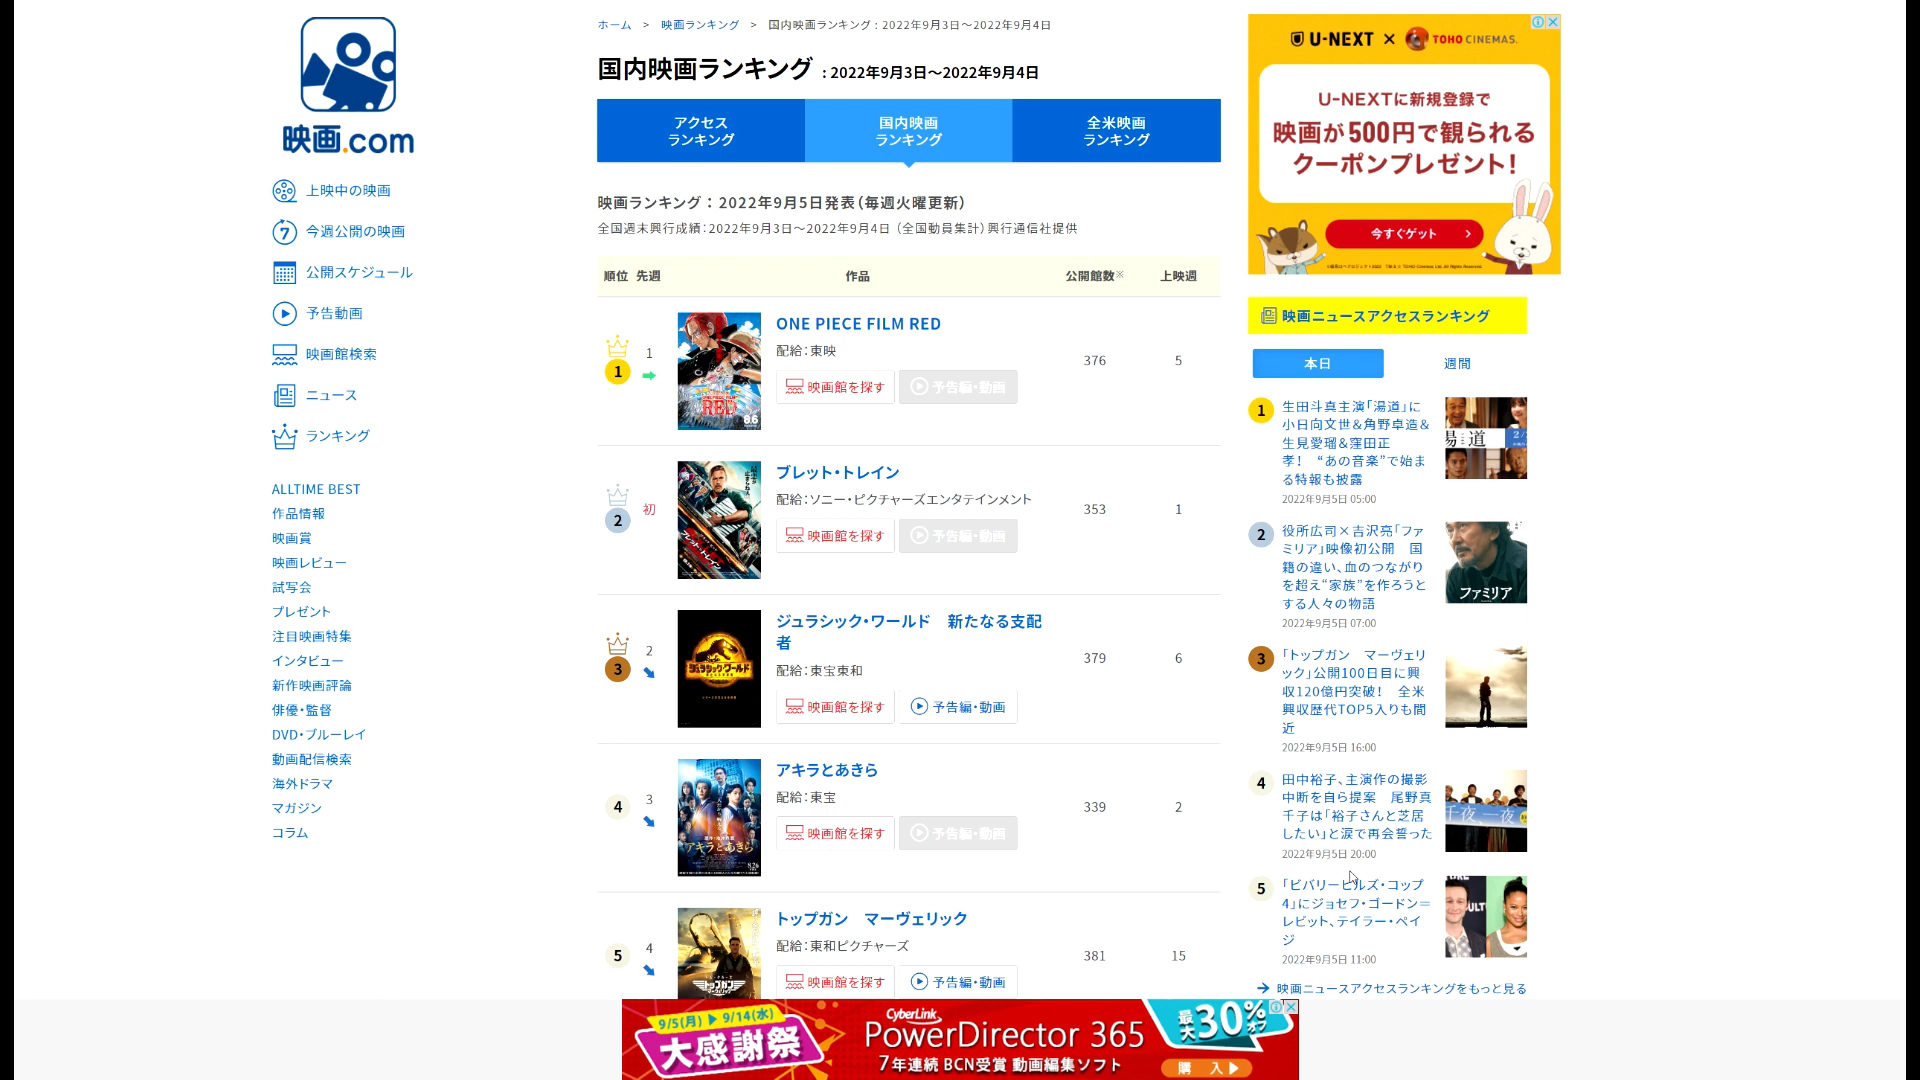 映画.com
上映中の映画
7
今週公開の映画
公開スケジュール
予告動画
映画館検索
ニュース
ランキング
ALLTIME BEST
作品情報
映画賞
映画レビュー
試写会
プレゼント
注目映画特集
インタビュー
新作映画評論
俳優・監督
DVD・ブルーレイ
動画配信検索
海外ドラマ
マガジン
コラム
ホーム > 映画ランキング > 国内映画ランキング : 2022年9月3日～2022年9月4日
国内映画ランキング : 2022年9月3日～2022年9月4日
アクセス
ランキング
国内映画
ランキング
全米映画
ランキング
映画ランキング：2022年9月5日発表（毎週火曜更新）
全国週末興行成績：2022年9月3日～2022年9月4日（全国動員集計）興行通信社提供
順位 先週 作品 公開館数※ 上映週
1 1 ONE PIECE FILM RED 376 5
配給：東映
映画館を探す 予告編・動画
RED
8.6
2 初 ブレット・トレイン 353 1
配給：ソニー・ピクチャーズエンタテインメント
映画館を探す 予告編・動画
ブレット・トレイン
3 2 ジュラシック・ワールド 新たなる支配
者
379 6
配給：東宝東和
映画館を探す 予告編・動画
ジュラシック・ワールド
4 3 アキラとあきら 339 2
配給：東宝
映画館を探す 予告編・動画
アキラとあきら
8.26
5 4 トップガン マーヴェリック 381 15
配給：東和ピクチャーズ
映画館を探す 予告編・動画
トップガン
U-NEXT × TOHO CINEMAS.
U-NEXTに新規登録で
映画が500円で観られる
クーポンプレゼント！
今すぐゲット
映画ニュースアクセスランキング
本日 週間
1
生田斗真主演「湯道」に
小日向文世＆角野卓造＆
生見愛瑠＆窪田正
孝！ “あの音楽”で始ま
る特報も披露
2022年9月5日 05:00
湯道
2
役所広司×吉沢亮「ファ
ミリア」映像初公開 国
籍の違い、血のつながり
を超え“家族”を作ろうと
する人々の物語
2022年9月5日 07:00
ファミリア
3
「トップガン マーヴェリ
ック」公開100日目に興
収120億円突破！ 全米
興収歴代TOP5入りも間
近
2022年9月5日 16:00
4
田中裕子、主演作の撮影
中断を自ら提案 尾野真
千子は「裕子さんと芝居
したい」と涙で再会誓った
2022年9月5日 20:00
千夜、一夜
5
「ビバリーヒルズ・コップ
4」にジョセフ・ゴードン＝
レビット、テイラー・ペイ
ジ
2022年9月5日 11:00
映画ニュースアクセスランキングをもっと見る
9/5(月)▶9/14(水)
大感謝祭
CyberLink
PowerDirector 365
7年連続 BCN受賞 動画編集ソフト
最大30%オフ
購 入▶